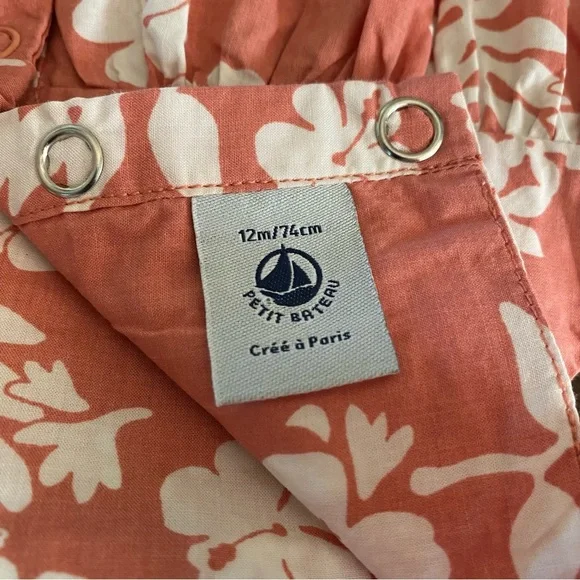 12m/74cm
PETIT BATEAU
Créé à Paris